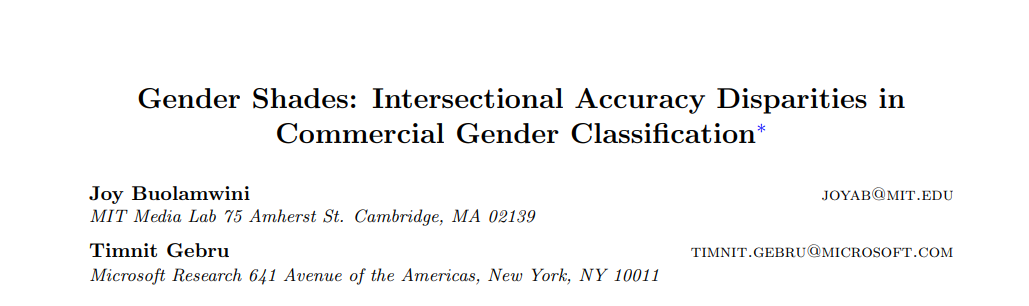 Gender Shades: Intersectional Accuracy Disparities in
Commercial Gender Classification*
Joy Buolamwini JOYAB@MIT.EDU
MIT Media Lab 75 Amherst St. Cambridge, MA 02139
Timnit Gebru TIMNIT.GEBRU@MICROSOFT.COM
Microsoft Research 641 Avenue of the Americas, New York, NY 10011